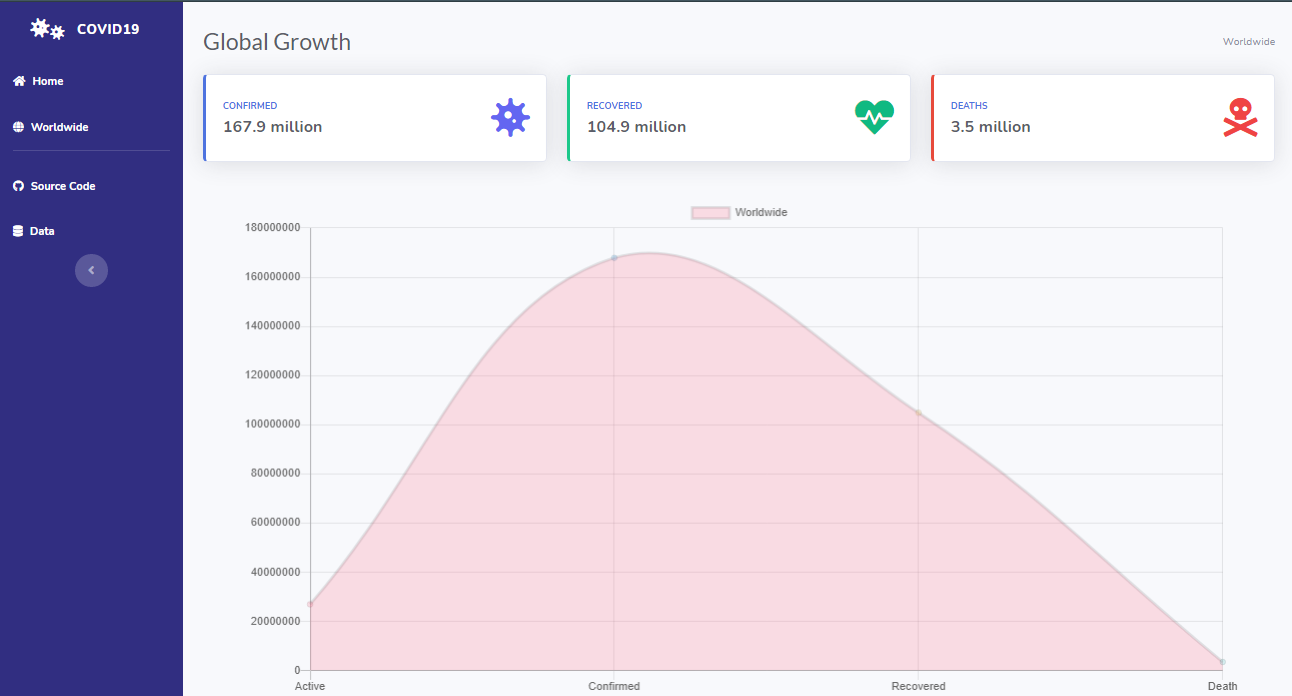 COVID19
Home
Worldwide
Source Code
Data
Global Growth
Worldwide
CONFIRMED
167.9 million
RECOVERED
104.9 million
DEATHS
3.5 million
Worldwide
180000000
160000000
140000000
120000000
100000000
80000000
60000000
40000000
20000000
0
Active Confirmed Recovered Death